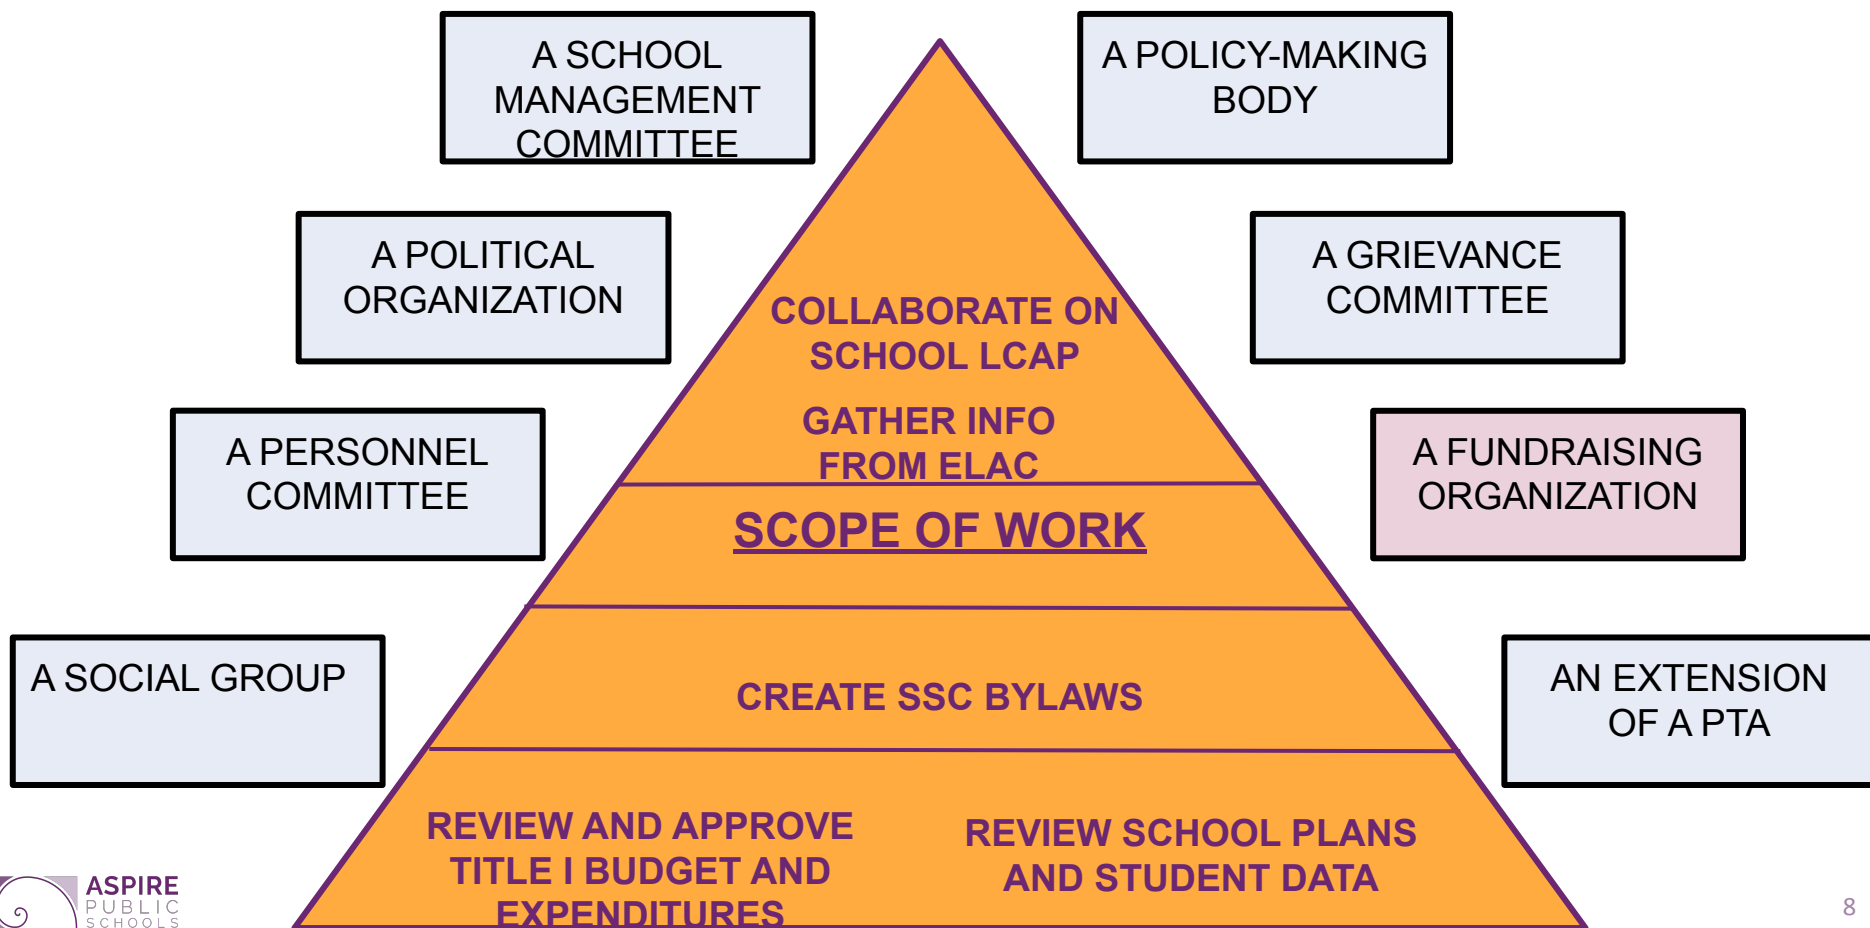 A SCHOOL
MANAGEMENT
COMMITTEE
A POLICY-MAKING
BODY
A POLITICAL
ORGANIZATION
A GRIEVANCE
COMMITTEE
COLLABORATE ON
SCHOOL LCAP
GATHER INFO
FROM ELAC
A PERSONNEL
COMMITTEE
A FUNDRAISING
ORGANIZATION
SCOPE OF WORK
A SOCIAL GROUP
CREATE SSC BYLAWS
AN EXTENSION
OF A PTA
REVIEW AND APPROVE
TITLE I BUDGET AND
EXPENDITURES
REVIEW SCHOOL PLANS
AND STUDENT DATA
ASPIRE
PUBLIC
SCHOOLS
8